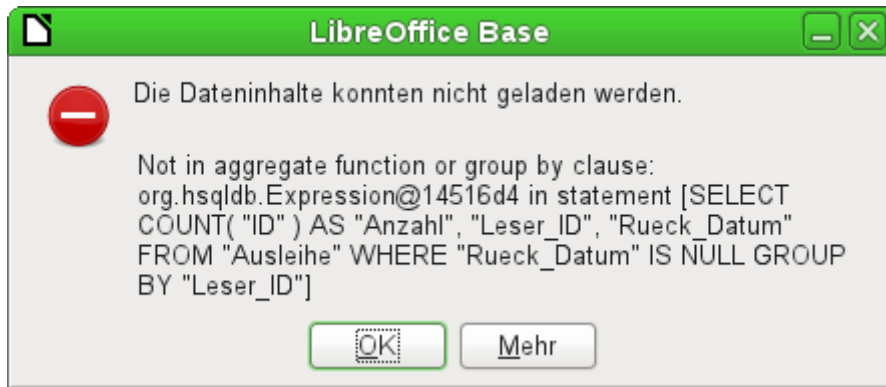 LibreOffice Base
Die Dateninhalte konnten nicht geladen werden.
Not in aggregate function or group by clause:
org.hsqldb.Expression@14516d4 in statement [SELECT
COUNT( "ID" ) AS "Anzahl", "Leser_ID", "Rueck_Datum"
FROM "Ausleihe" WHERE "Rueck_Datum" IS NULL GROUP
BY "Leser_ID"]
OK
Mehr